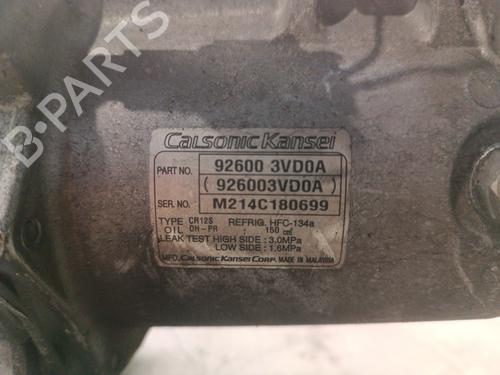 B-PARTS
Calsonic Kansei
PART NO. 92600 3VD0A
( 926003VD0A )
SER NO. M214C180699
TYPE CR12S REFRIG. HFC-134a
OIL DH-PR : 150 cm³
LEAK TEST HIGH SIDE : 3.0MPa
LOW SIDE : 1.6MPa
MFD. CALSONIC KANSEI CORP. MADE IN MALAYSIA